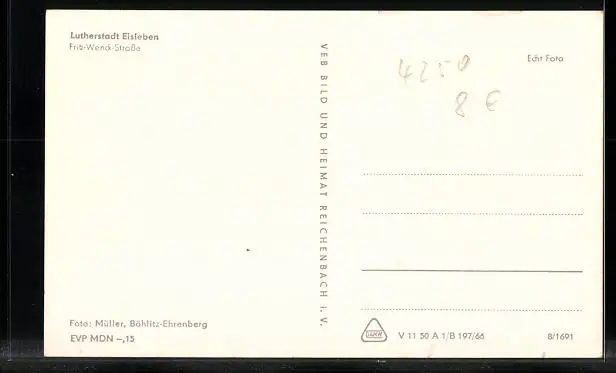 Lutherstadt Eisleben
Fritz-Wenck-Straße
VEB BILD UND HEIMAT REICHENBACH i. V.
Echt Foto
4250
8 €
Foto: Müller, Böhlitz-Ehrenberg
EVP MDN –,15
V 11 50 A 1/B 197/66
8/1691